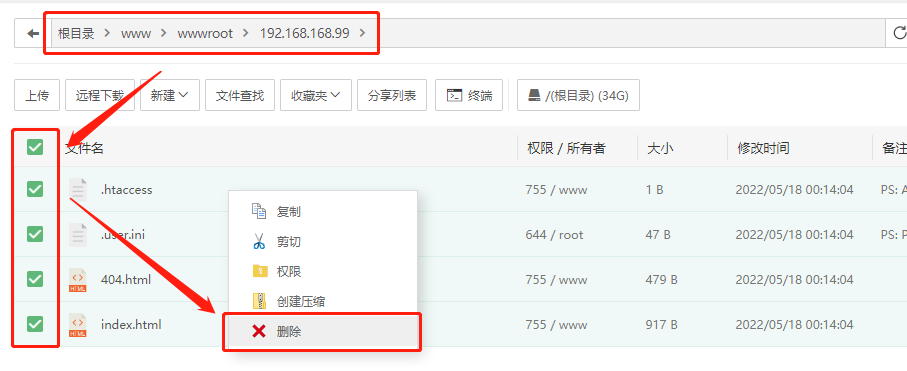 根目录 > www > wwwroot > 192.168.168.99 >
上传 远程下载 新建 文件查找 收藏夹 分享列表 终端 /(根目录) (34G)
文件名 权限 / 所有者 大小 修改时间 备注
.htaccess 755 / www 1 B 2022/05/18 00:14:04 PS: A
复制
.user.ini 644 / root 47 B 2022/05/18 00:14:04 PS: P
剪切
权限
404.html 755 / www 479 B 2022/05/18 00:14:04
创建压缩
index.html 755 / www 917 B 2022/05/18 00:14:04
删除